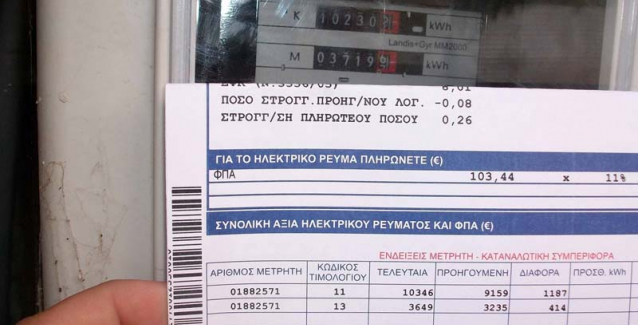 K 10230 kWh
Landis+Gyr MM2000
M 037199 kWh
ΠΟΣΟ ΣΤΡΟΓΓ.ΠΡΟΗΓ/ΝΟΥ ΛΟΓ. -0,08
ΣΤΡΟΓΓ/ΣΗ ΠΛΗΡΩΤΕΟΥ ΠΟΣΟΥ 0,26
ΓΙΑ ΤΟ ΗΛΕΚΤΡΙΚΟ ΡΕΥΜΑ ΠΛΗΡΩΝΕΤΕ (€)
ΦΠΑ 103,44 x 11%
ΣΥΝΟΛΙΚΗ ΑΞΙΑ ΗΛΕΚΤΡΙΚΟΥ ΡΕΥΜΑΤΟΣ ΚΑΙ ΦΠΑ (€)
ΕΝΔΕΙΞΕΙΣ ΜΕΤΡΗΤΗ - ΚΑΤΑΝΑΛΩΤΙΚΗ ΣΥΜΠΕΡΙΦΟΡΑ
ΑΡΙΘΜΟΣ ΜΕΤΡΗΤΗ ΚΩΔΙΚΟΣ ΤΙΜΟΛΟΓΙΟΥ ΤΕΛΕΥΤΑΙΑ ΠΡΟΗΓΟΥΜΕΝΗ ΔΙΑΦΟΡΑ ΠΡΟΣΘ. kWh
01882571 11 10346 9159 1187
01882571 13 3649 3235 414